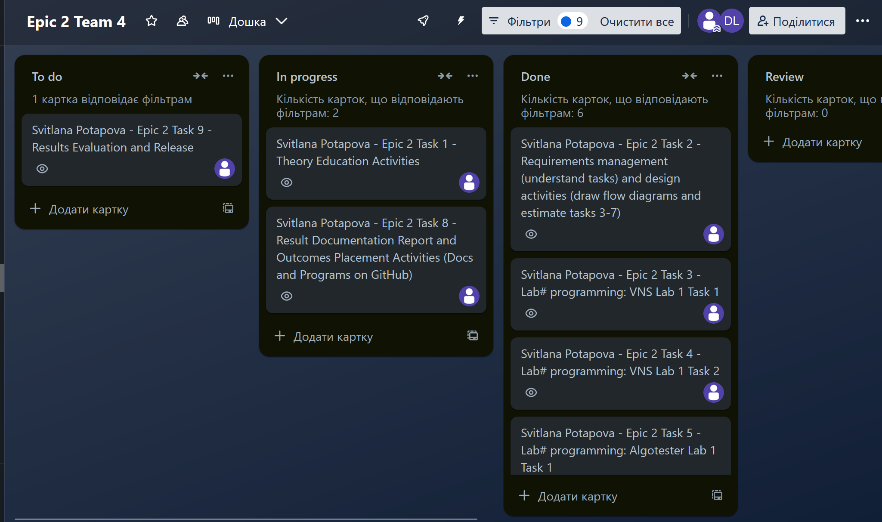 Epic 2 Team 4
Дошка
Фільтри
9
Очистити все
DL
Поділитися
To do
1 картка відповідає фільтрам
Svitlana Potapova - Epic 2 Task 9 -
Results Evaluation and Release
Додати картку
In progress
Кількість карток, що відповідають
фільтрам: 2
Svitlana Potapova - Epic 2 Task 1 -
Theory Education Activities
Svitlana Potapova - Epic 2 Task 8 -
Result Documentation Report and
Outcomes Placement Activities (Docs
and Programs on GitHub)
Додати картку
Done
Кількість карток, що відповідають
фільтрам: 6
Svitlana Potapova - Epic 2 Task 2 -
Requirements management
(understand tasks) and design
activities (draw flow diagrams and
estimate tasks 3-7)
Svitlana Potapova - Epic 2 Task 3 -
Lab# programming: VNS Lab 1 Task 1
Svitlana Potapova - Epic 2 Task 4 -
Lab# programming: VNS Lab 1 Task 2
Svitlana Potapova - Epic 2 Task 5 -
Lab# programming: Algotester Lab 1
Task 1
Додати картку
Review
Кількість карток, що
фільтрам: 0
Додати картку